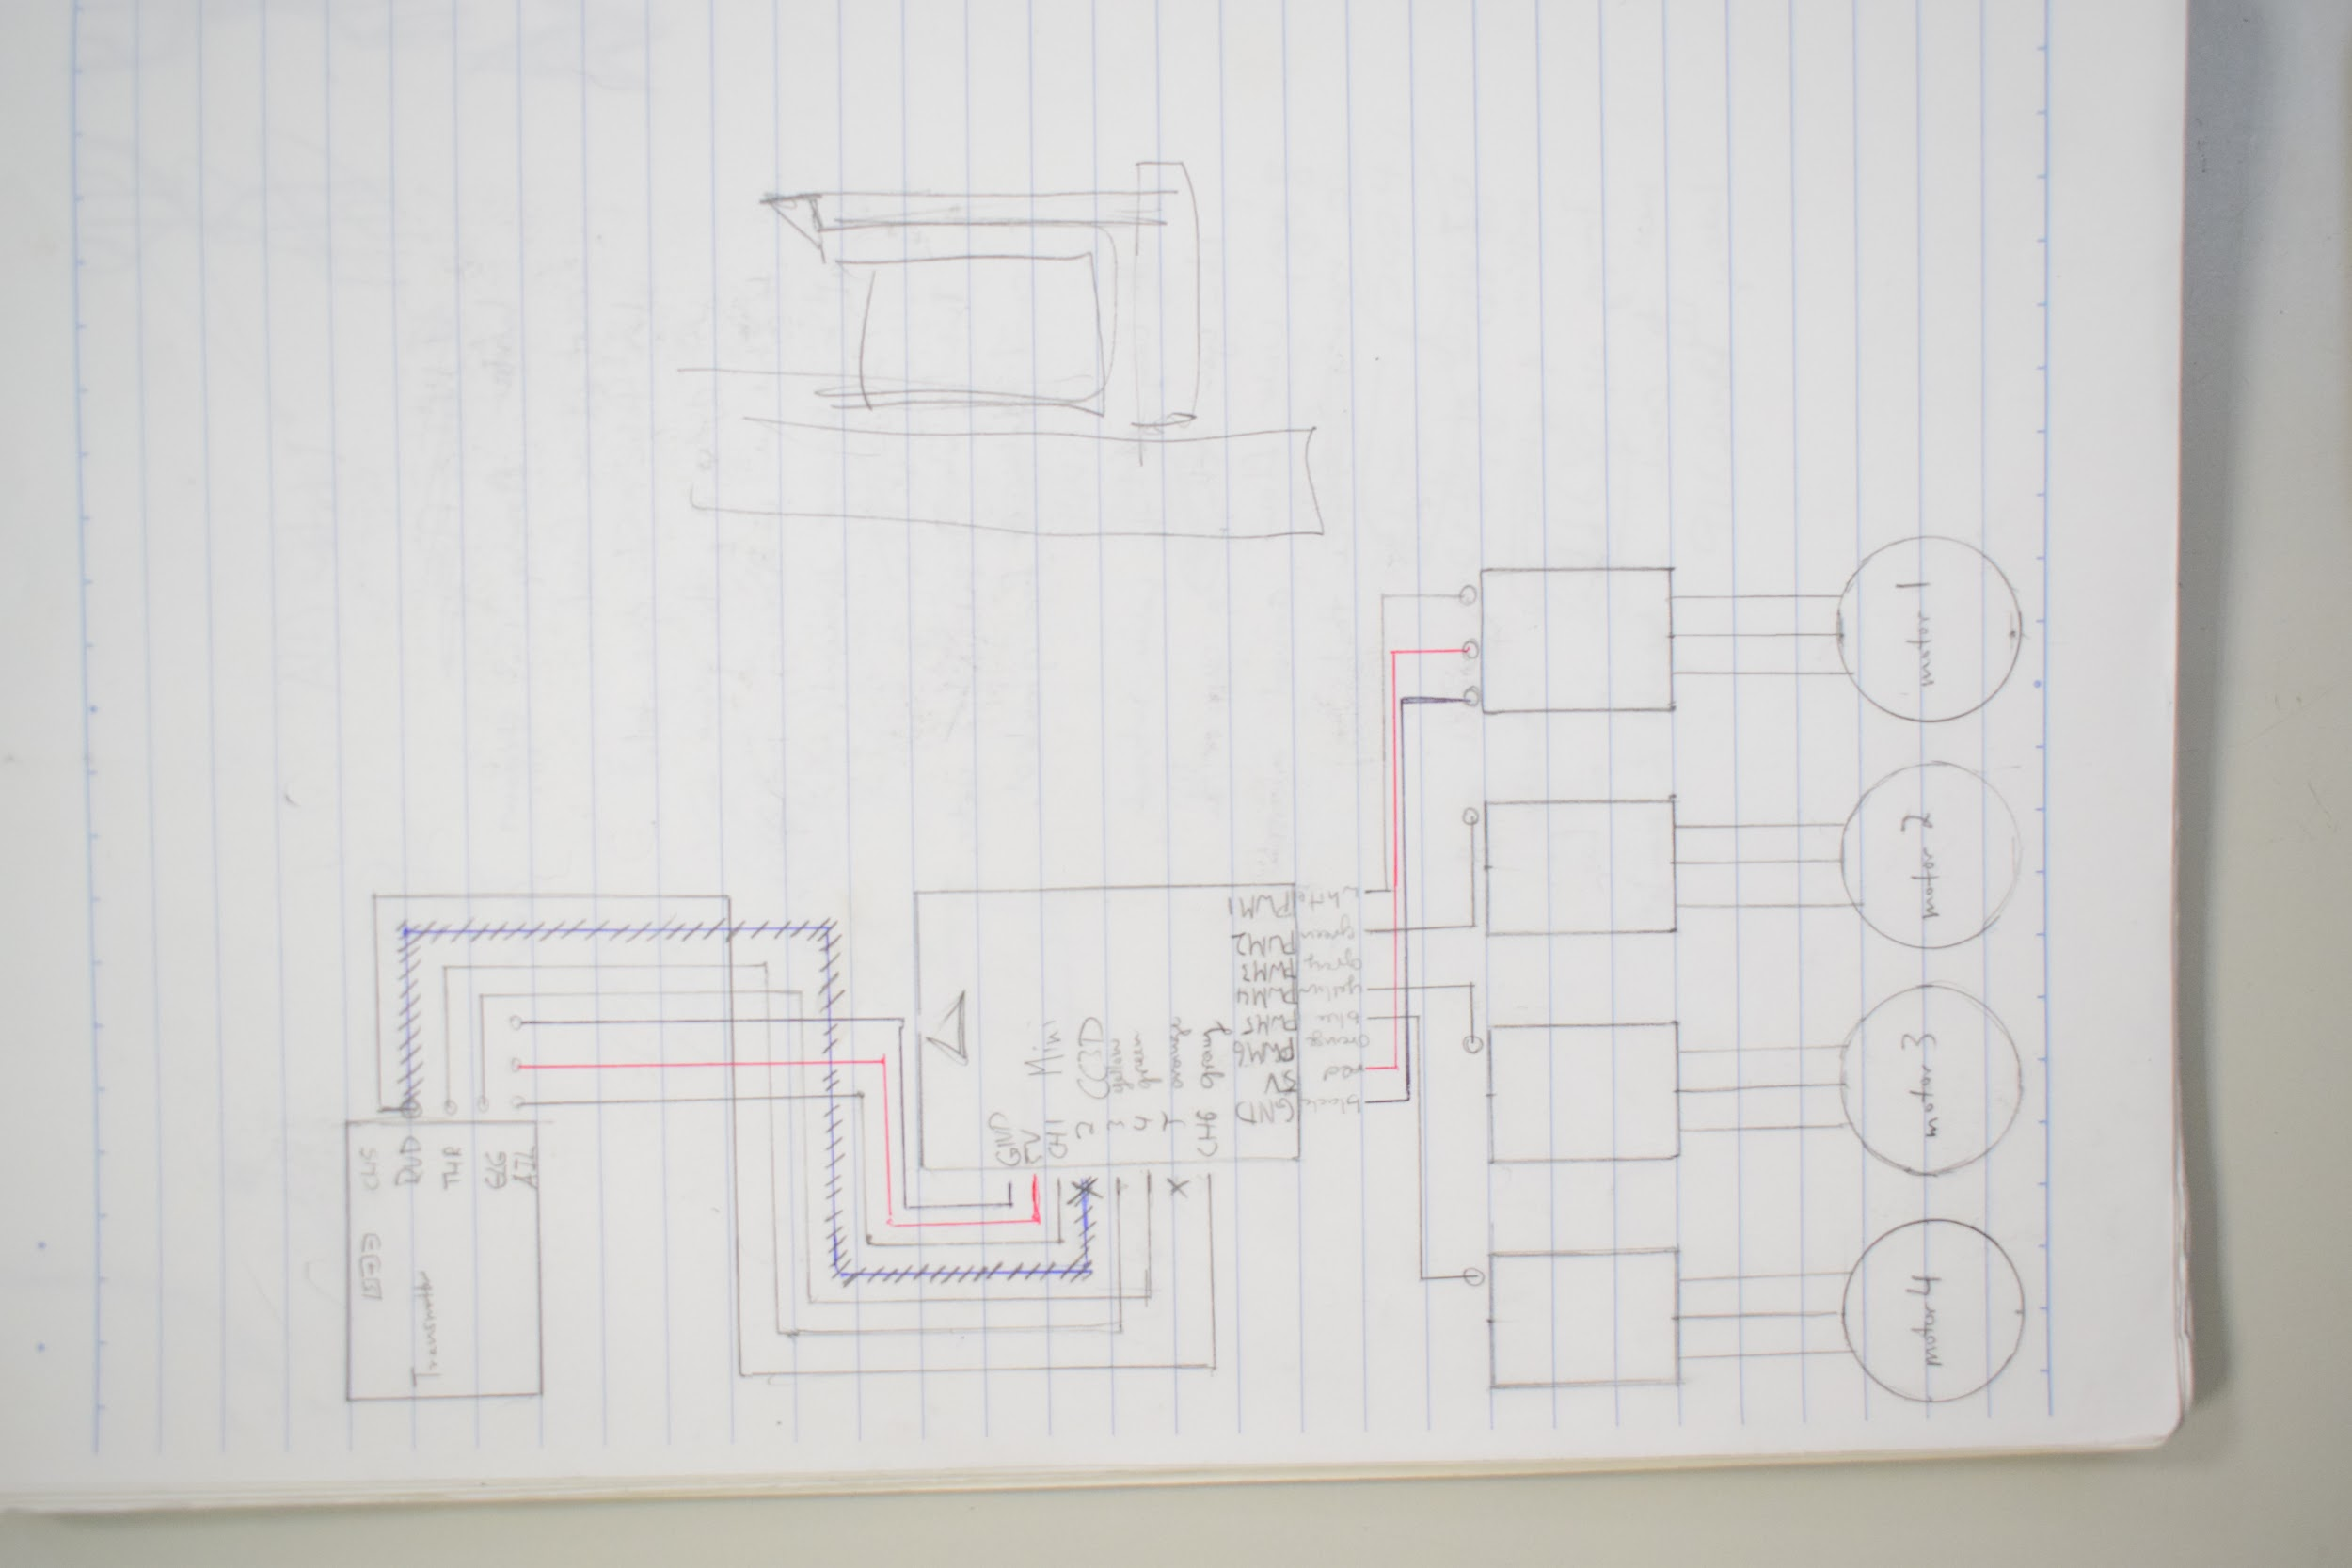 CH5
RUD
THR
AIL
Transmitter
GND
5V
CH1
2
3 yellow
4 green
5 orange
CH6 gray
Mini
CC3D
PWM1 white
PWM2 green
PWM3 gray
PWM4 yellow
PWM5 blue
PWM6 orange
5V red
GND black
motor 1
motor 2
motor 3
motor 4